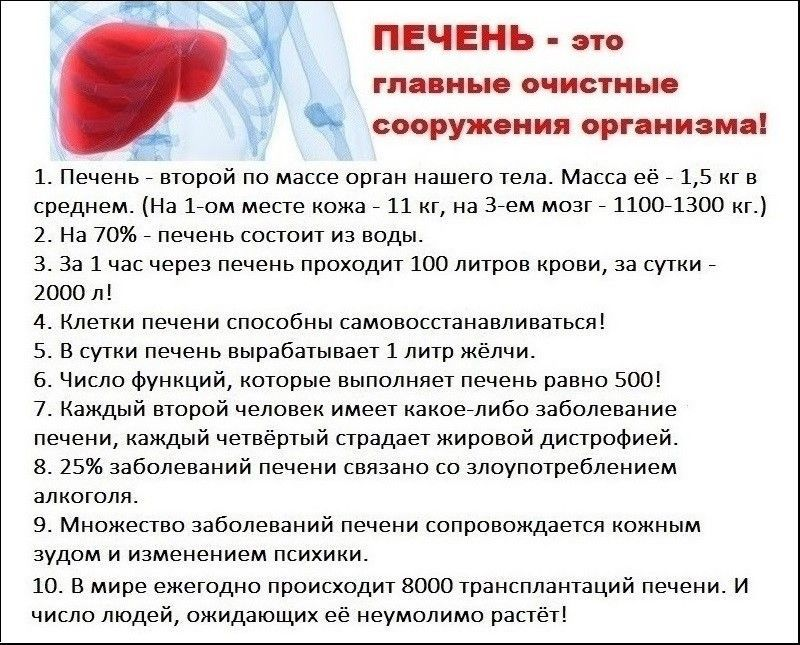 ПЕЧЕНЬ - это
главные очистные
сооружения организма!
1. Печень - второй по массе орган нашего тела. Масса её - 1,5 кг в
среднем. (На 1-ом месте кожа - 11 кг, на 3-ем мозг - 1100-1300 кг.)
2. На 70% - печень состоит из воды.
3. За 1 час через печень проходит 100 литров крови, за сутки -
2000 л!
4. Клетки печени способны самовосстанавливаться!
5. В сутки печень вырабатывает 1 литр жёлчи.
6. Число функций, которые выполняет печень равно 500!
7. Каждый второй человек имеет какое-либо заболевание
печени, каждый четвёртый страдает жировой дистрофией.
8. 25% заболеваний печени связано со злоупотреблением
алкоголя.
9. Множество заболеваний печени сопровождается кожным
зудом и изменением психики.
10. В мире ежегодно происходит 8000 трансплантаций печени. И
число людей, ожидающих её неумолимо растёт!